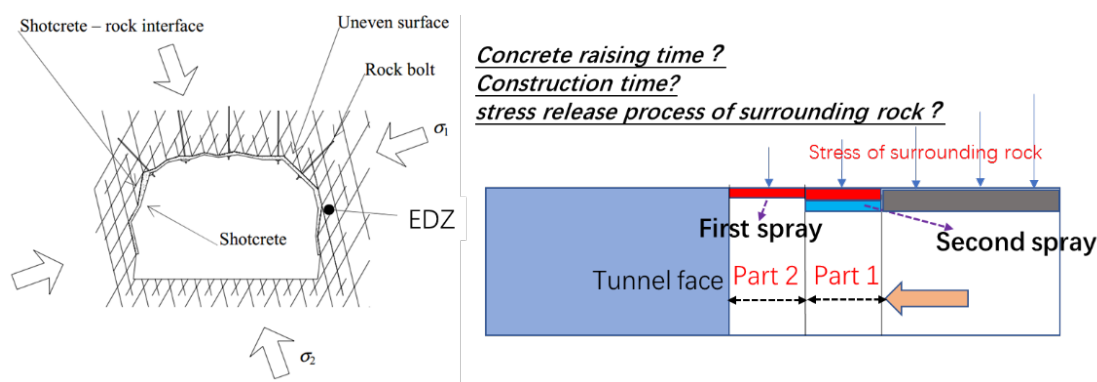 Shotcrete – rock interface
Uneven surface
Rock bolt
σ1
EDZ
Shotcrete
σ2
Concrete raising time?
Construction time?
stress release process of surrounding rock?
Stress of surrounding rock
First spray
Second spray
Tunnel face
Part 2
Part 1